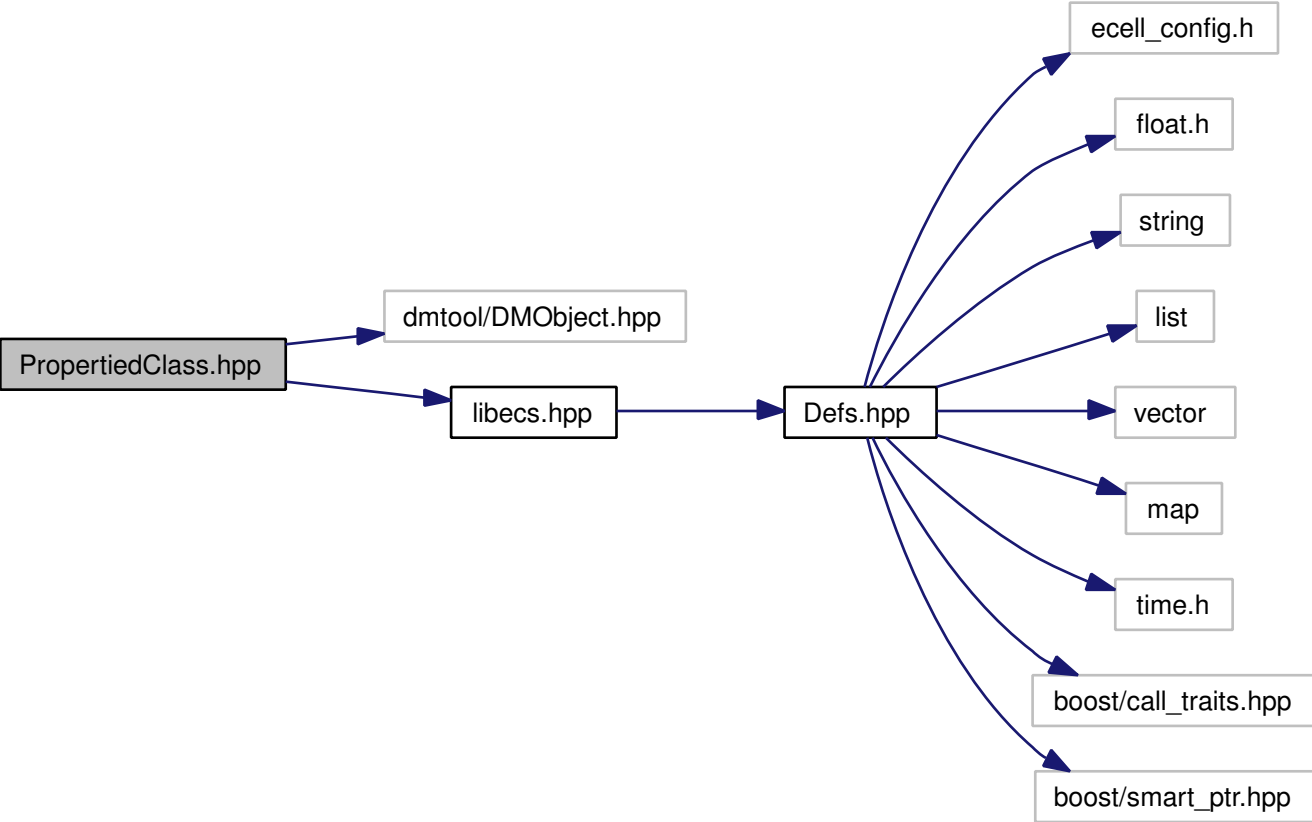 ecell_config.h
float.h
string
dmtool/DMObject.hpp
list
PropertiedClass.hpp
libecs.hpp
Defs.hpp
vector
map
time.h
boost/call_traits.hpp
boost/smart_ptr.hpp